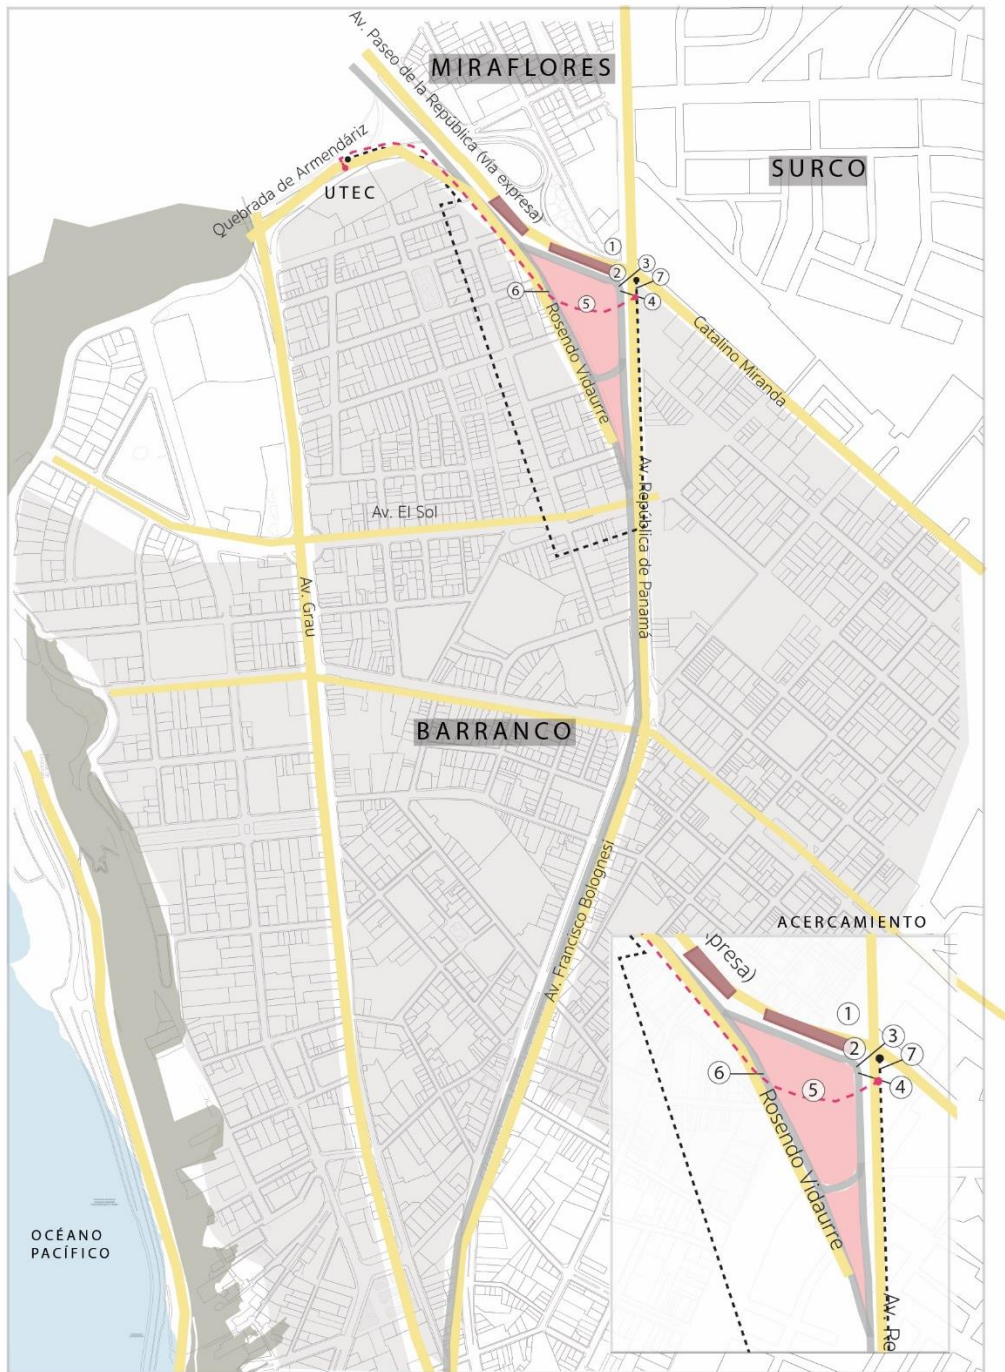 Av. Paseo de la República (vía expresa)
MIRAFLORES
SURCO
Quebrada de Armendáriz
UTEC
1
2
3
7
6
5
4
Rosendo Vidaurre
Catalino Miranda
Av. República de Panamá
Av. El Sol
Av. Grau
BARRANCO
Av. Francisco Bolognesi
ACERCAMIENTO
presa)
1
2
3
7
6
5
4
Rosendo Vidaurre
Av. Re
OCÉANO
PACÍFICO